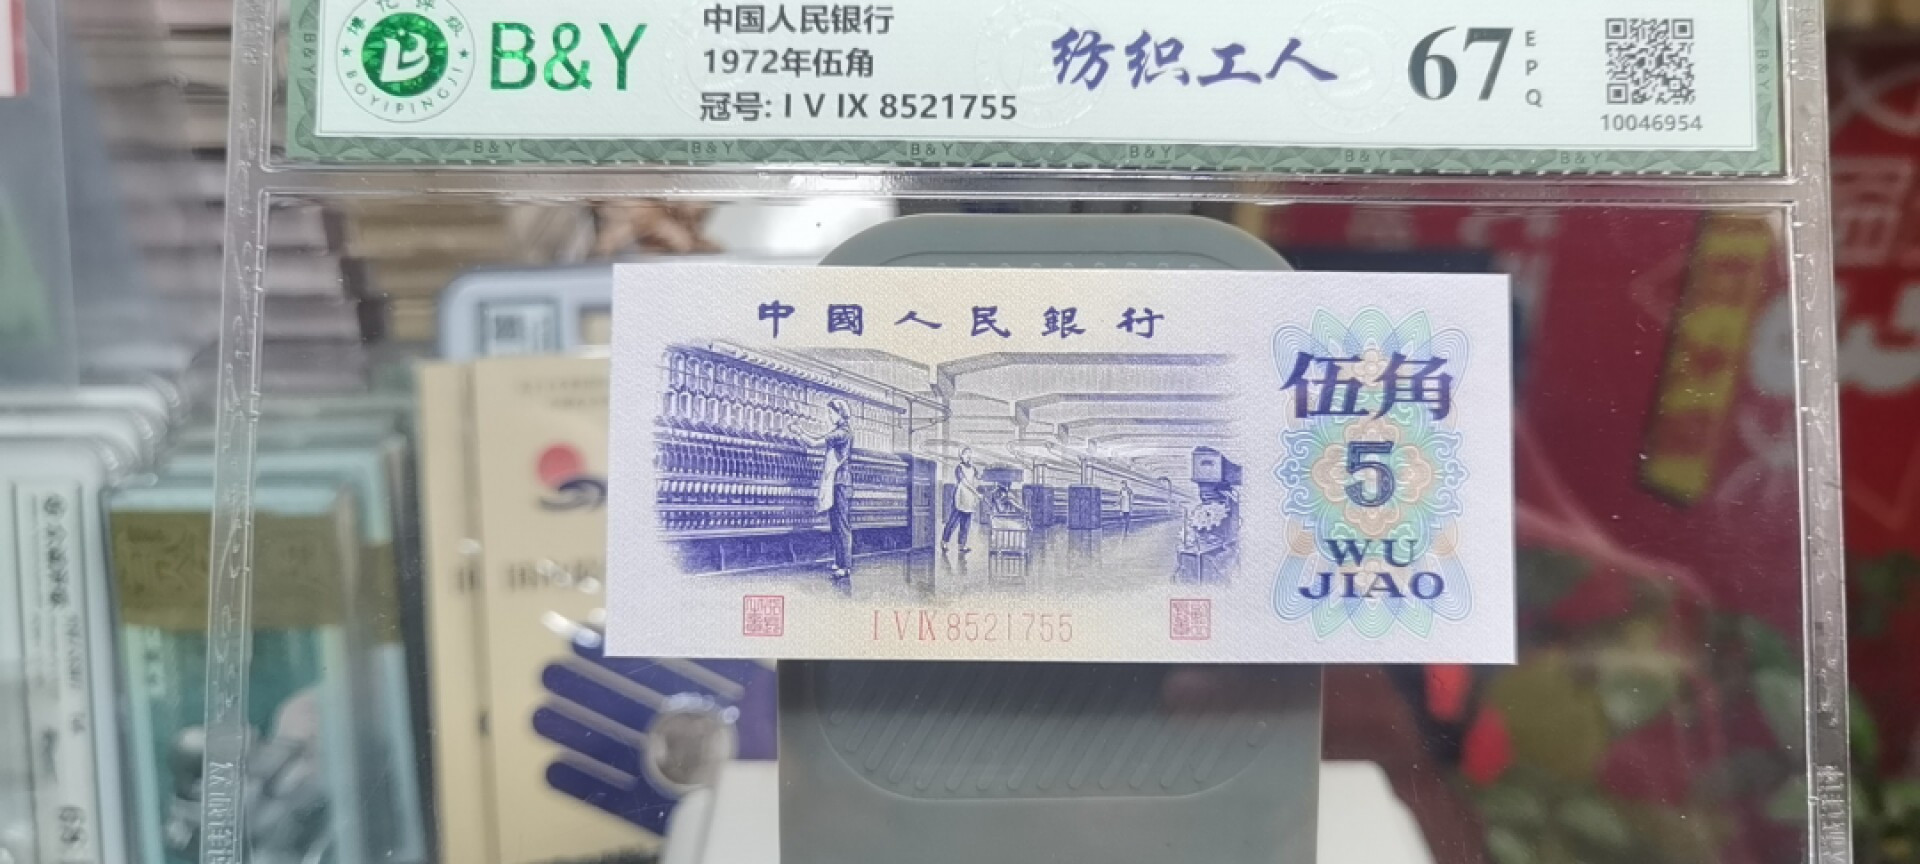 B&Y
BOYIPINGJI
中国人民银行
1972年伍角
冠号: I V IX 8521755
纺织工人
67
E
P
Q
10046954
B&Y B&Y B&Y B&Y B&Y B&Y
中國人民銀行
伍角
5
WU
JIAO
I V IX 8521755